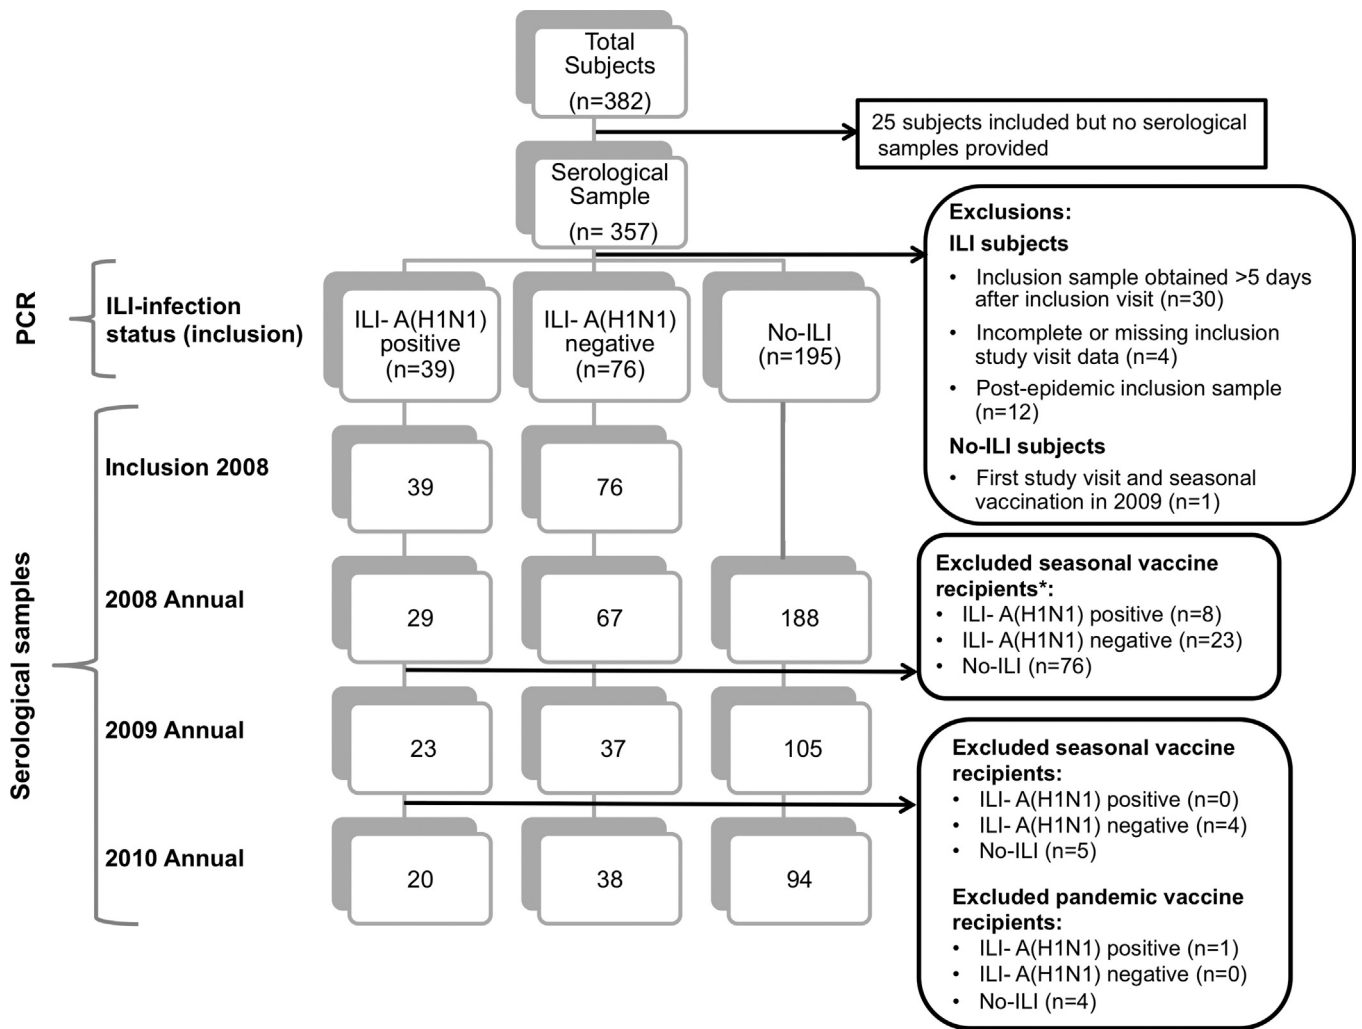 Total
Subjects
(n=382)
25 subjects included but no serological
samples provided
Serological
Sample
(n= 357)
Exclusions:
ILI subjects
• Inclusion sample obtained >5 days
after inclusion visit (n=30)
• Incomplete or missing inclusion
study visit data (n=4)
• Post-epidemic inclusion sample
(n=12)
No-ILI subjects
• First study visit and seasonal
vaccination in 2009 (n=1)
PCR
ILI-infection
status (inclusion)
ILI- A(H1N1)
positive
(n=39)
ILI- A(H1N1)
negative
(n=76)
No-ILI
(n=195)
Serological samples
Inclusion 2008
39
76
2008 Annual
29
67
188
Excluded seasonal vaccine
recipients*:
• ILI- A(H1N1) positive (n=8)
• ILI- A(H1N1) negative (n=23)
• No-ILI (n=76)
2009 Annual
23
37
105
Excluded seasonal vaccine
recipients:
• ILI- A(H1N1) positive (n=0)
• ILI- A(H1N1) negative (n=4)
• No-ILI (n=5)
Excluded pandemic vaccine
recipients:
• ILI- A(H1N1) positive (n=1)
• ILI- A(H1N1) negative (n=0)
• No-ILI (n=4)
2010 Annual
20
38
94